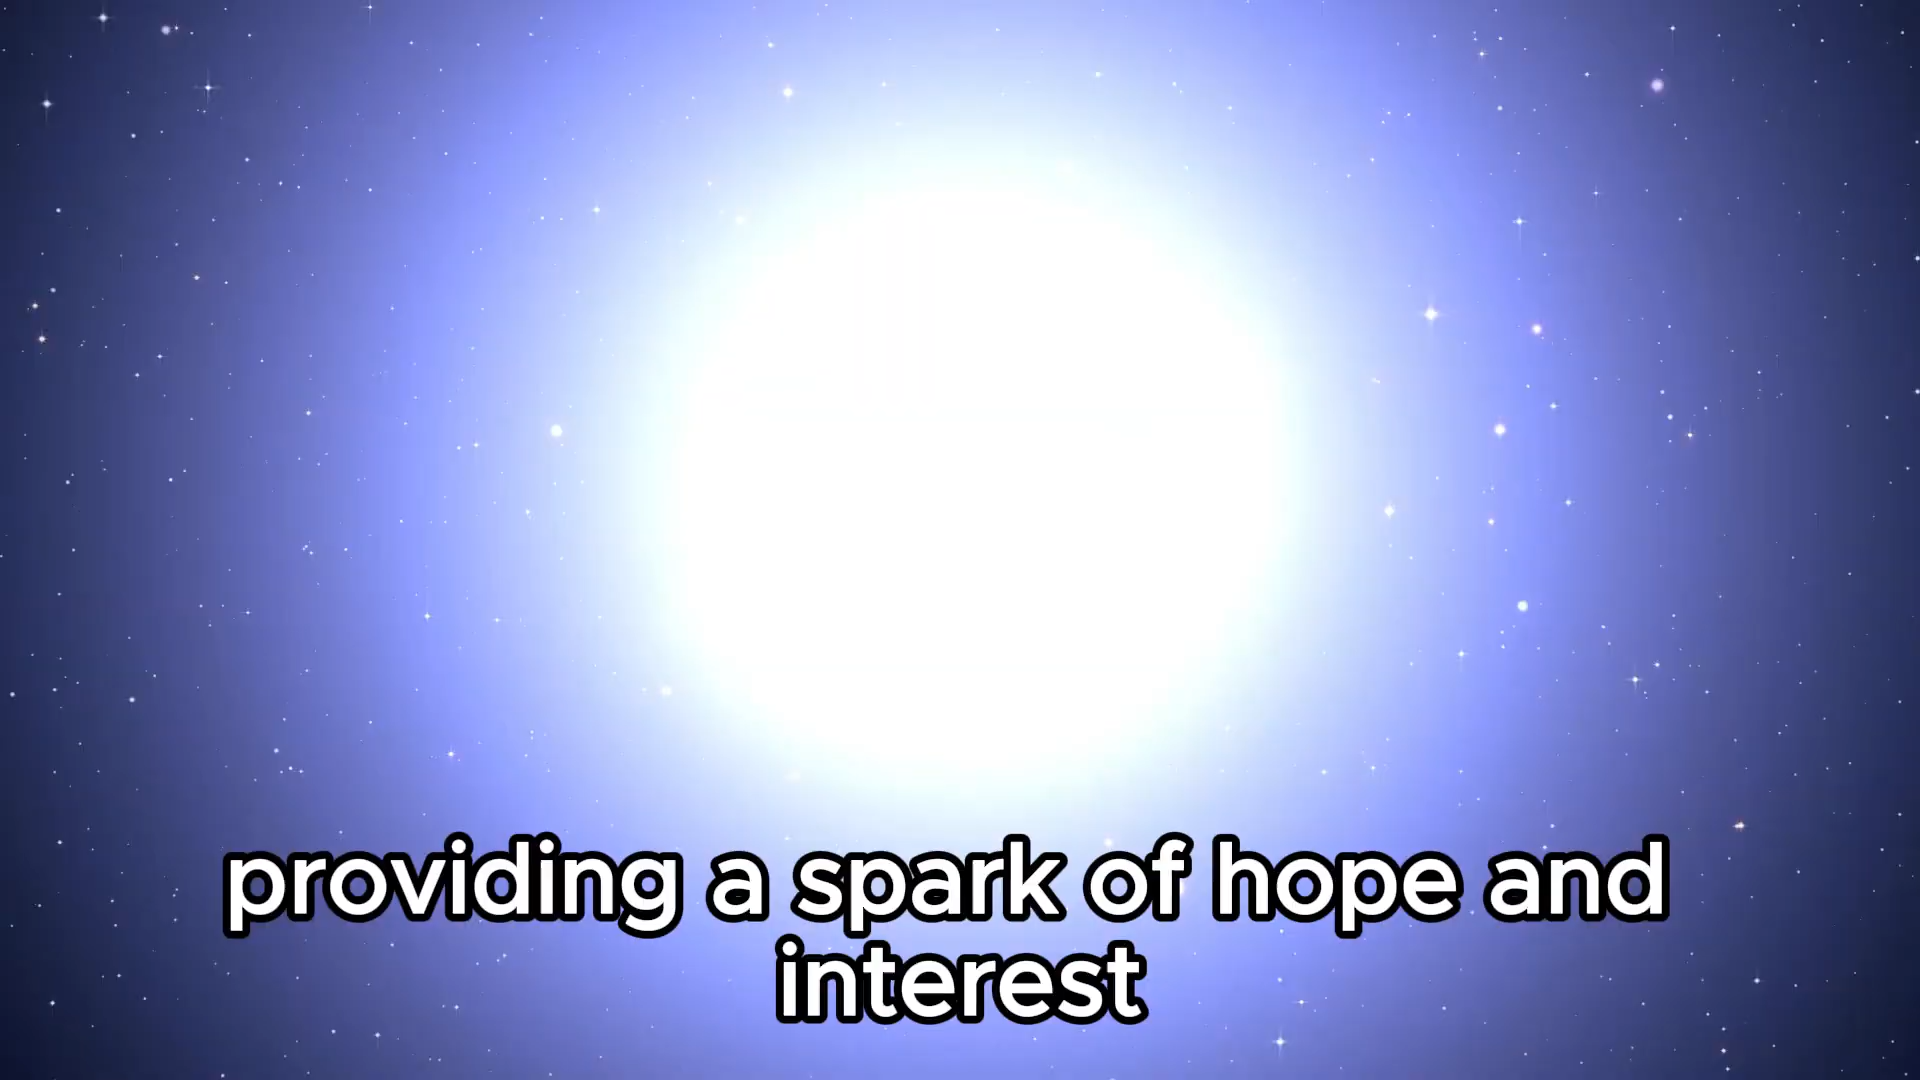 providing a spark of hope and
interest